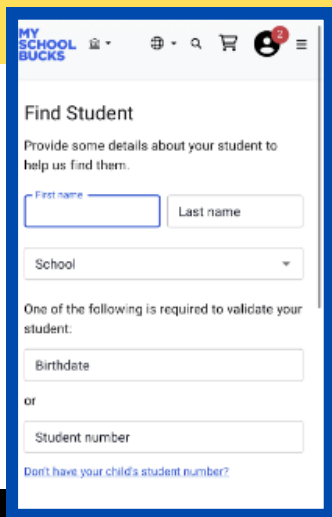 MY
SCHOOL
BUCKS
2
Find Student
Provide some details about your student to
help us find them.
First name
Last name
School
One of the following is required to validate your
student:
Birthdate
or
Student number
Don't have your child's student number?